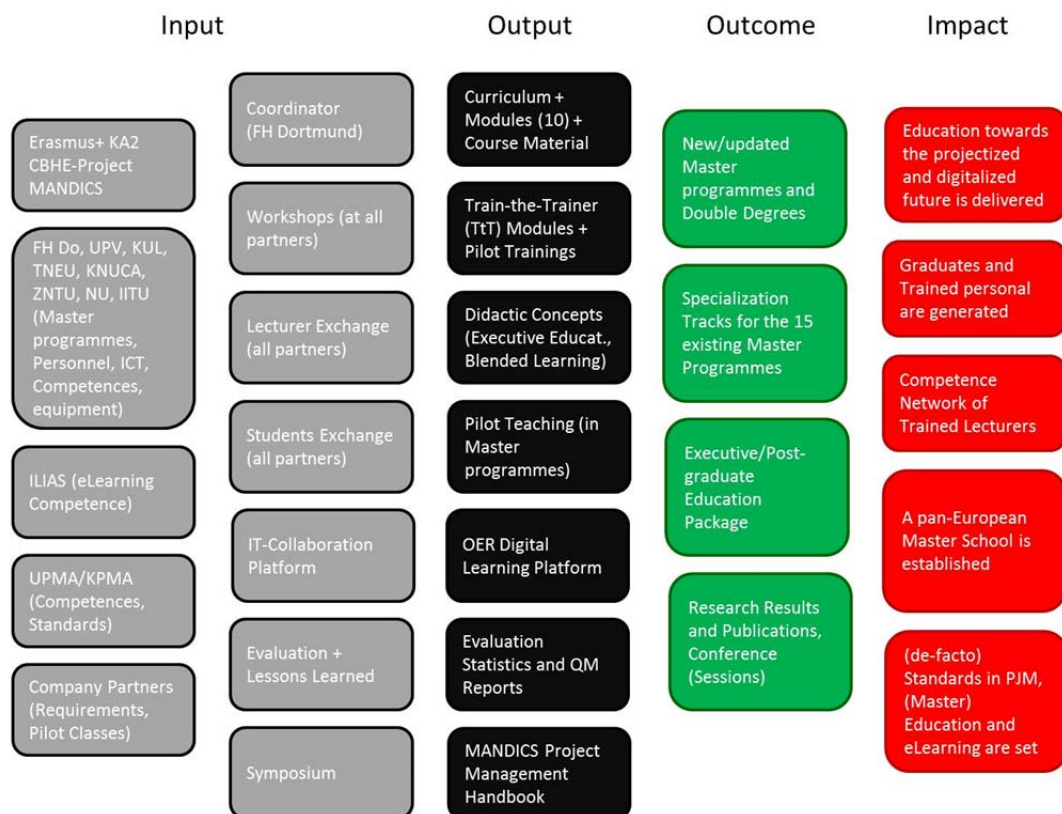 Input
Output
Outcome
Impact
Erasmus+ KA2
CBHE-Project
MANDICS
FH Do, UPV, KUL,
TNEU, KNUCA,
ZNTU, NU, IITU
(Master
programmes,
Personnel, ICT,
Competences,
equipment)
ILIAS (eLearning
Competence)
UPMA/KPMA
(Competences,
Standards)
Company Partners
(Requirements,
Pilot Classes)
Coordinator
(FH Dortmund)
Workshops (at all
partners)
Lecturer Exchange
(all partners)
Students Exchange
(all partners)
IT-Collaboration
Platform
Evaluation +
Lessons Learned
Symposium
Curriculum +
Modules (10) +
Course Material
Train-the-Trainer
(TtT) Modules +
Pilot Trainings
Didactic Concepts
(Executive Educat.,
Blended Learning)
Pilot Teaching (in
Master
programmes)
OER Digital
Learning Platform
Evaluation
Statistics and QM
Reports
MANDICS Project
Management
Handbook
New/updated
Master
programmes and
Double Degrees
Specialization
Tracks for the 15
existing Master
Programmes
Executive/Post-
graduate
Education
Package
Research Results
and Publications,
Conference
(Sessions)
Education towards
the projectized
and digitalized
future is delivered
Graduates and
Trained personal
are generated
Competence
Network of
Trained Lecturers
A pan-European
Master School is
established
(de-facto)
Standards in PJM,
(Master)
Education and
eLearning are set